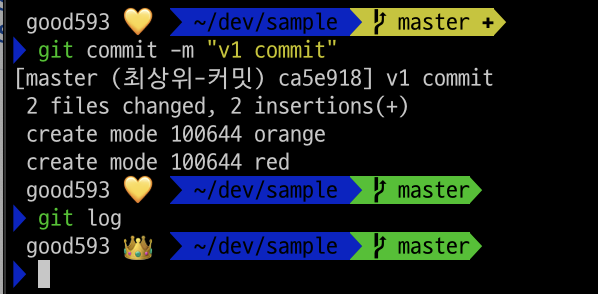 good593 💛 ~/dev/sample master +
git commit -m "v1 commit"
[master (최상위-커밋) ca5e918] v1 commit
2 files changed, 2 insertions(+)
create mode 100644 orange
create mode 100644 red
good593 💛 ~/dev/sample master
git log
good593 👑 ~/dev/sample master